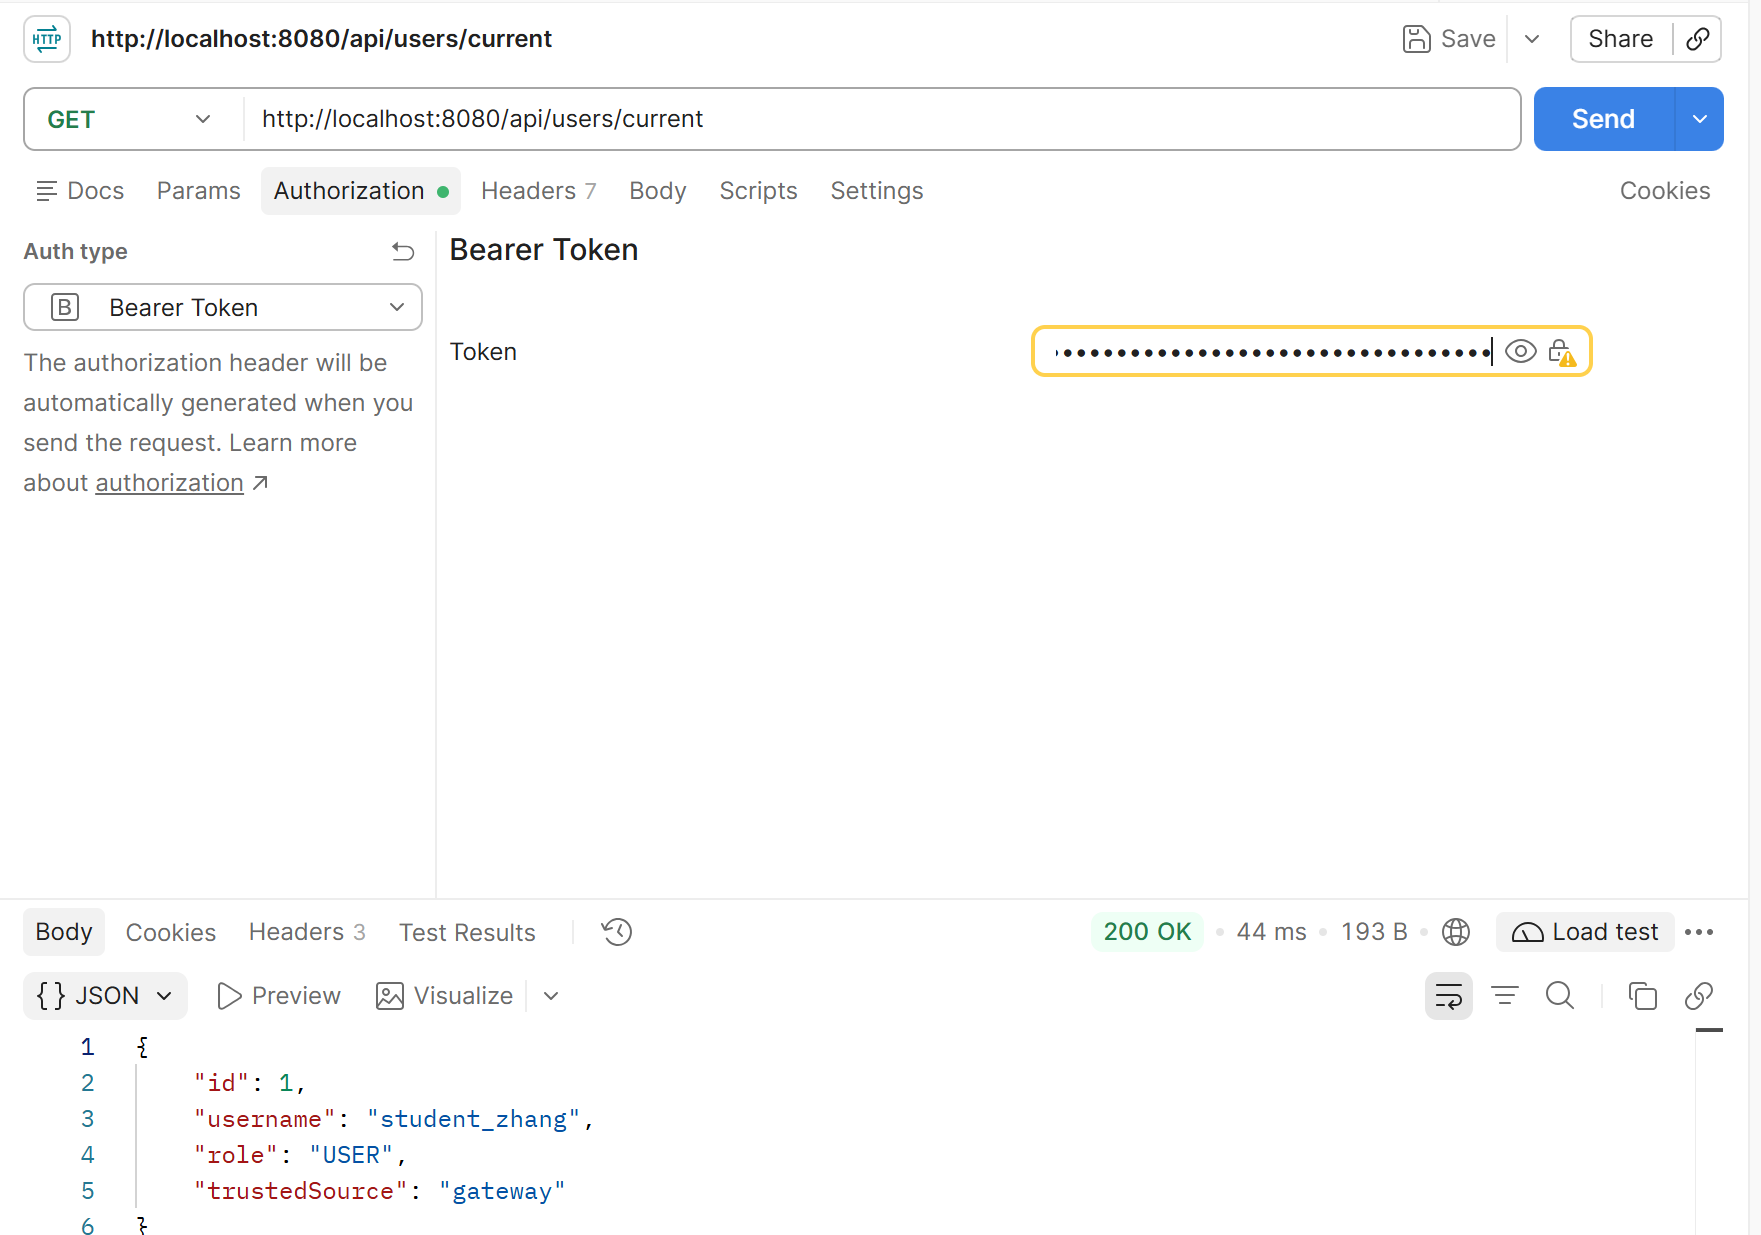 HTTP http://localhost:8080/api/users/current Save Share
GET http://localhost:8080/api/users/current Send
Docs Params Authorization Headers 7 Body Scripts Settings Cookies
Auth type
B Bearer Token
The authorization header will be
automatically generated when you
send the request. Learn more
about authorization ↗
Bearer Token
Token ••••••••••••••••••••••••••••••••
Body Cookies Headers 3 Test Results 200 OK • 44 ms • 193 B • Load test
{ } JSON Preview Visualize
1 {
2 "id": 1,
3 "username": "student_zhang",
4 "role": "USER",
5 "trustedSource": "gateway"
6 }